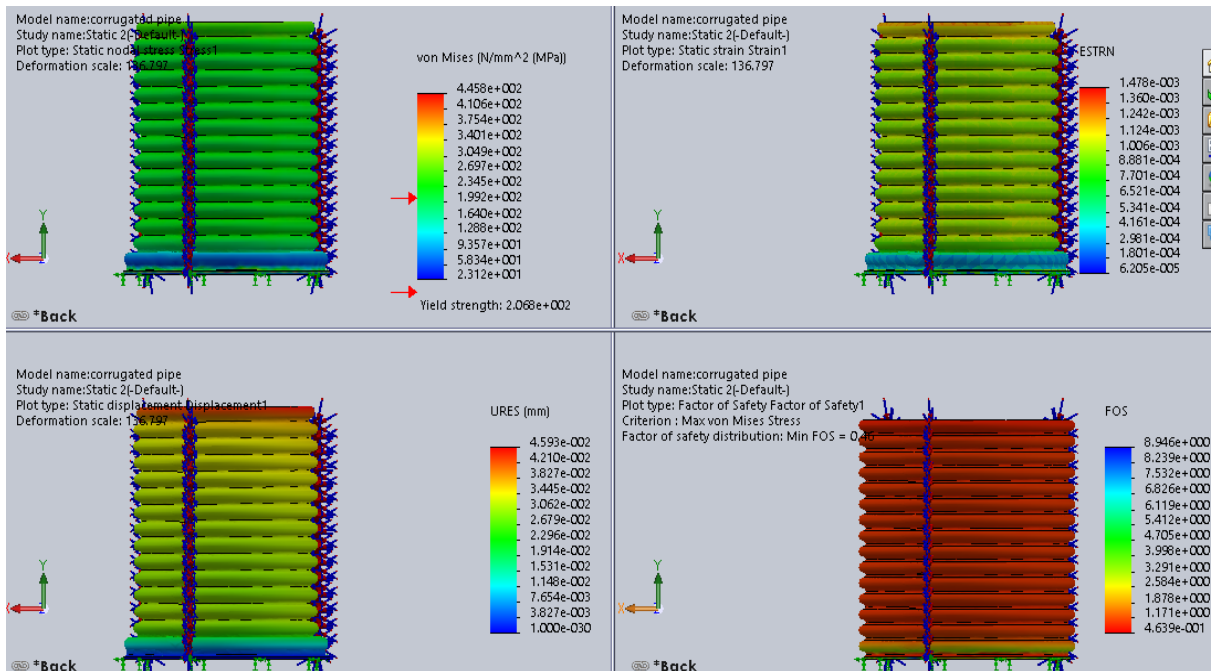 Model name:corrugated pipe
Study name:Static 2(-Default-)
Plot type: Static nodal stress Stress1
Deformation scale: 136.797
von Mises (N/mm^2 (MPa))
4.458e+002
4.106e+002
3.754e+002
3.401e+002
3.049e+002
2.697e+002
2.345e+002
1.992e+002
1.640e+002
1.288e+002
9.357e+001
5.834e+001
2.312e+001
Yield strength: 2.068e+002
Y
X
*Back
Model name:corrugated pipe
Study name:Static 2(-Default-)
Plot type: Static strain Strain1
Deformation scale: 136.797
ESTRN
1.478e-003
1.360e-003
1.242e-003
1.124e-003
1.006e-003
8.881e-004
7.701e-004
6.521e-004
5.341e-004
4.161e-004
2.981e-004
1.801e-004
6.205e-005
Y
X
*Back
Model name:corrugated pipe
Study name:Static 2(-Default-)
Plot type: Static displacement Displacement1
Deformation scale: 136.797
URES (mm)
4.593e-002
4.210e-002
3.827e-002
3.445e-002
3.062e-002
2.679e-002
2.296e-002
1.914e-002
1.531e-002
1.148e-002
7.654e-003
3.827e-003
1.000e-030
Y
X
*Back
Model name:corrugated pipe
Study name:Static 2(-Default-)
Plot type: Factor of Safety Factor of Safety1
Criterion : Max von Mises Stress
Factor of safety distribution: Min FOS = 0.46
FOS
8.946e+000
8.239e+000
7.532e+000
6.826e+000
6.119e+000
5.412e+000
4.705e+000
3.998e+000
3.291e+000
2.584e+000
1.878e+000
1.171e+000
4.639e-001
Y
X
*Back